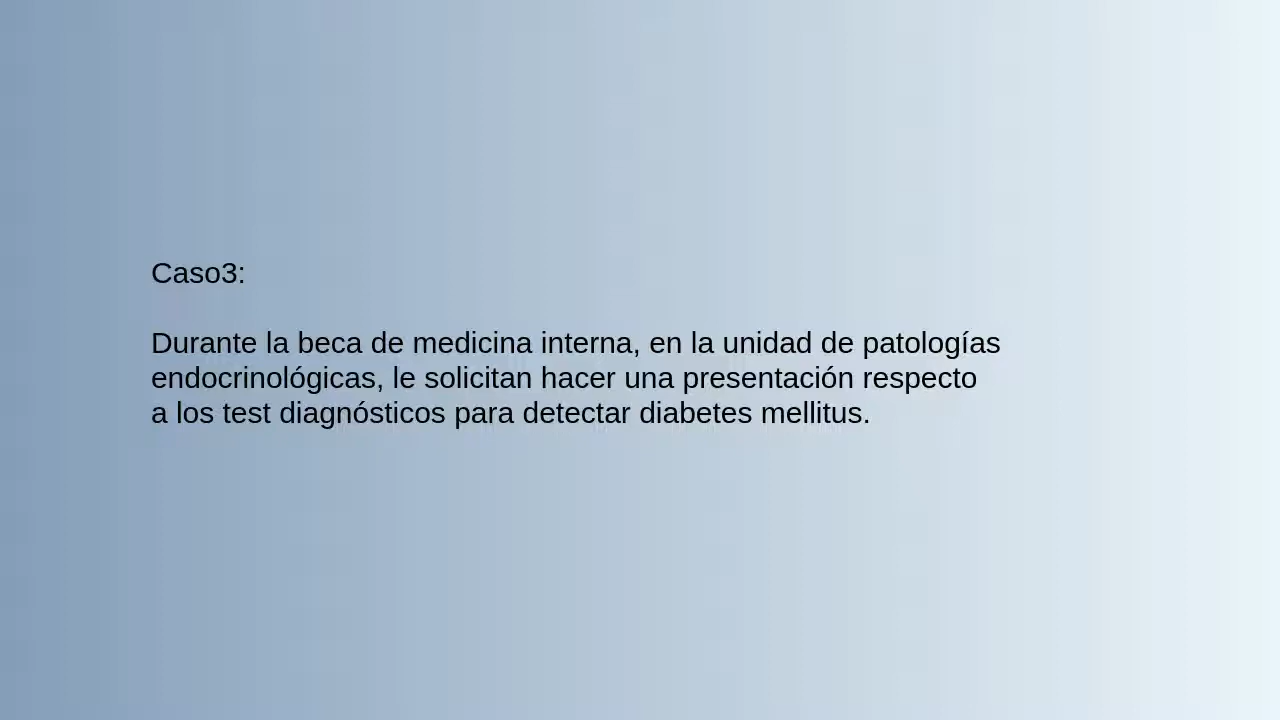 Caso3:
Durante la beca de medicina interna, en la unidad de patologías
endocrinológicas, le solicitan hacer una presentación respecto
a los test diagnósticos para detectar diabetes mellitus.